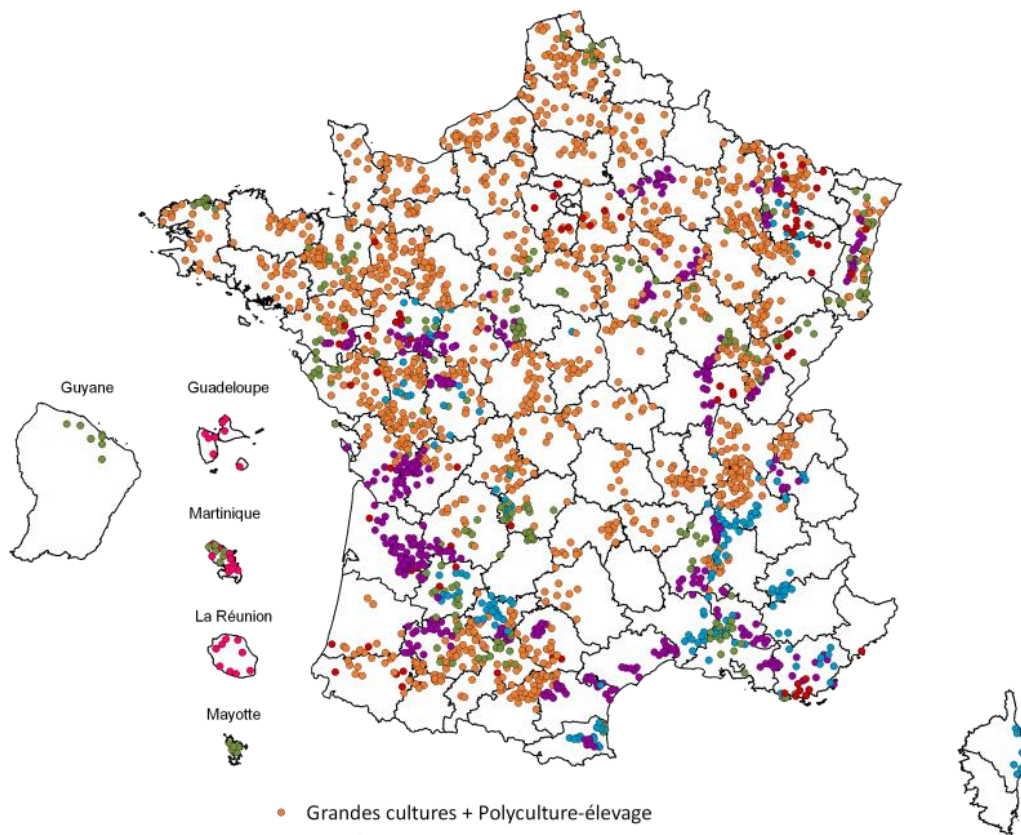 Guyane
Guadeloupe
Martinique
La Réunion
Mayotte
Grandes cultures + Polyculture-élevage